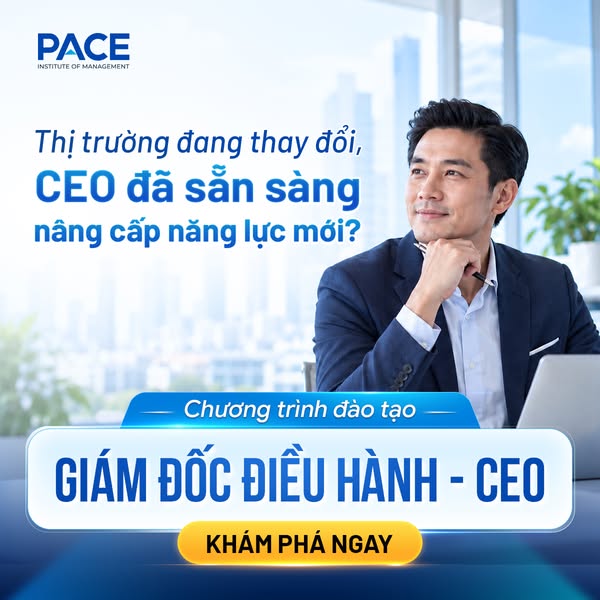 PACE
INSTITUTE OF MANAGEMENT
Thị trường đang thay đổi,
CEO đã sẵn sàng
nâng cấp năng lực mới?
Chương trình đào tạo
GIÁM ĐỐC ĐIỀU HÀNH - CEO
KHÁM PHÁ NGAY